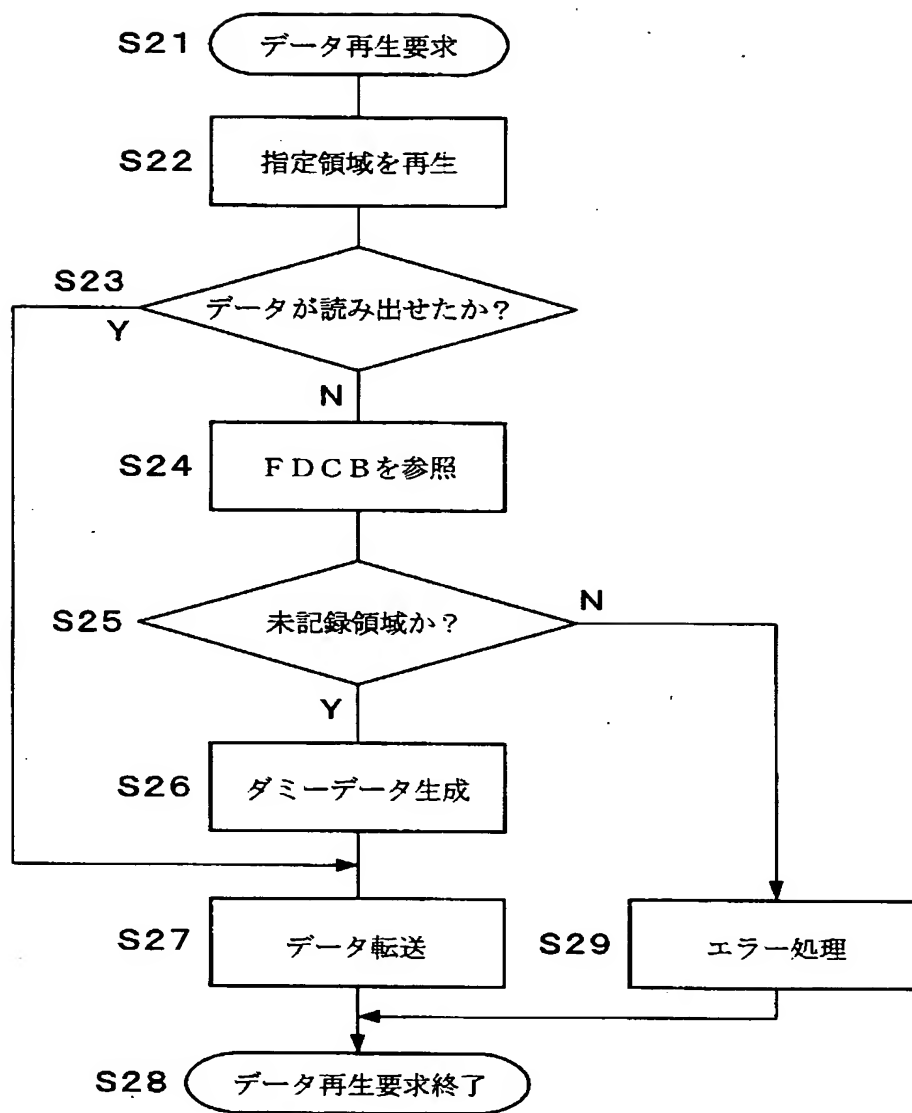 S21 データ再生要求
S22 指定領域を再生
S23 データが読み出せたか？
Y
N
S24 ＦＤＣＢを参照
S25 未記録領域か？
N
Y
S26 ダミーデータ生成
S27 データ転送
S29 エラー処理
S28 データ再生要求終了